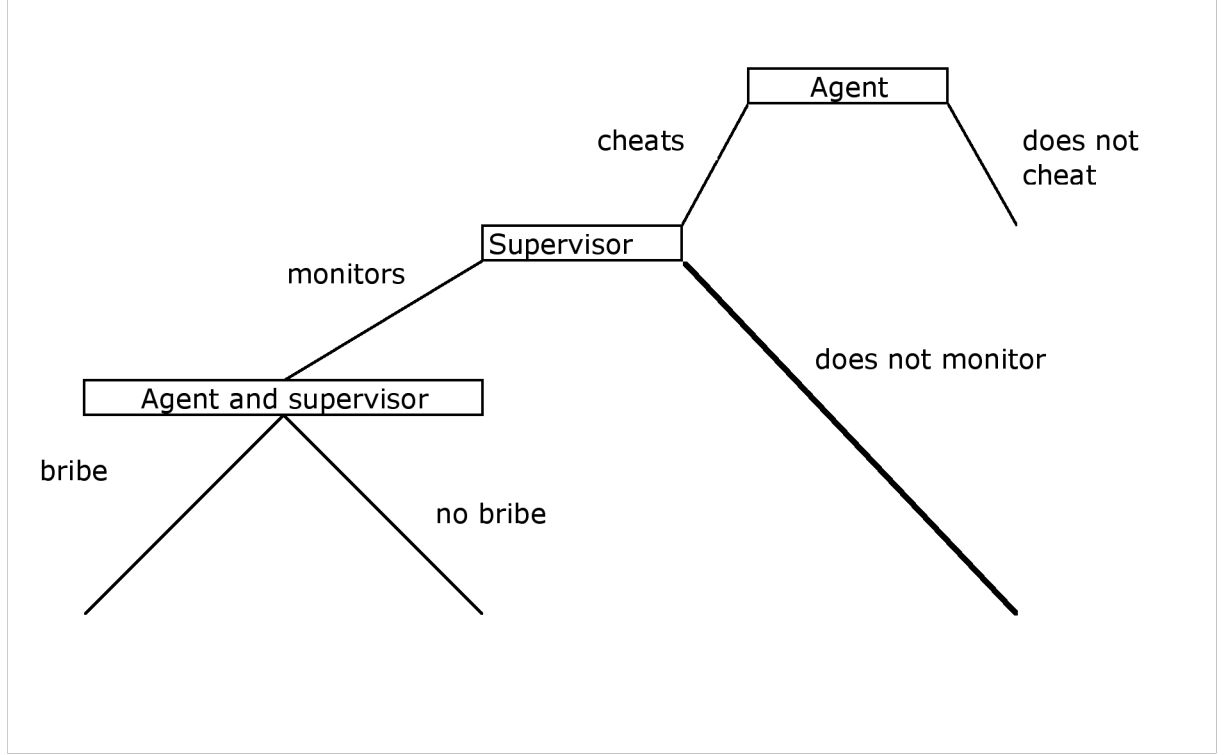 Agent
cheats
does not
cheat
Supervisor
monitors
does not monitor
Agent and supervisor
bribe
no bribe